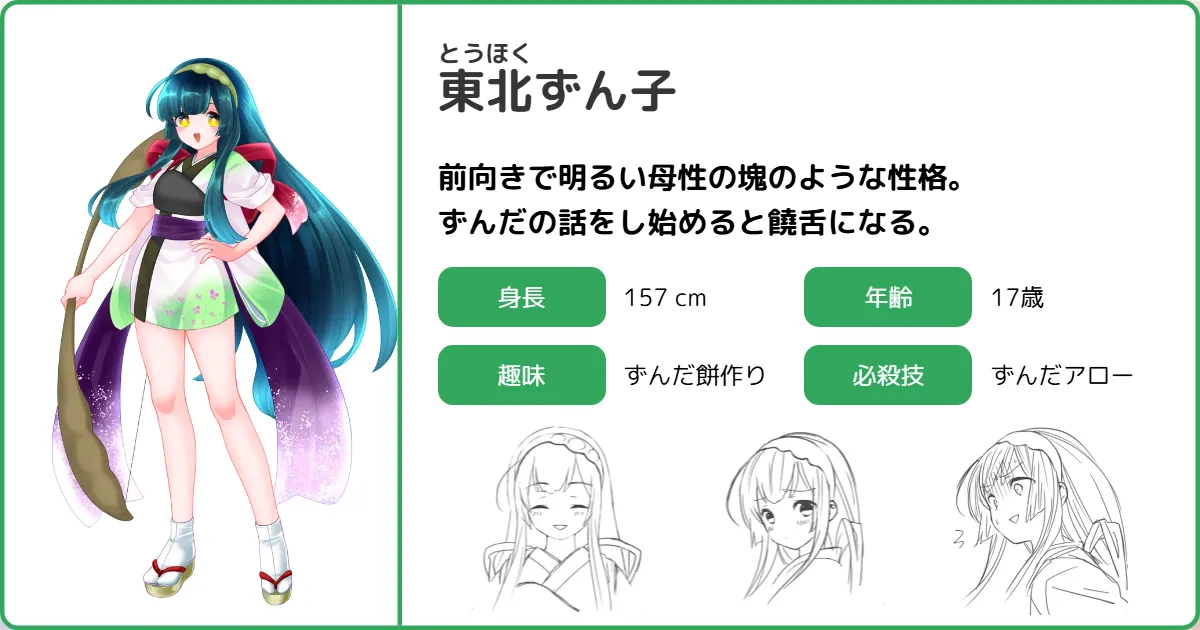 とうほく
東北ずん子
前向きで明るい母性の塊のような性格。
ずんだの話をし始めると饒舌になる。
身長 157 cm 年齢 17歳
趣味 ずんだ餅作り 必殺技 ずんだアロー